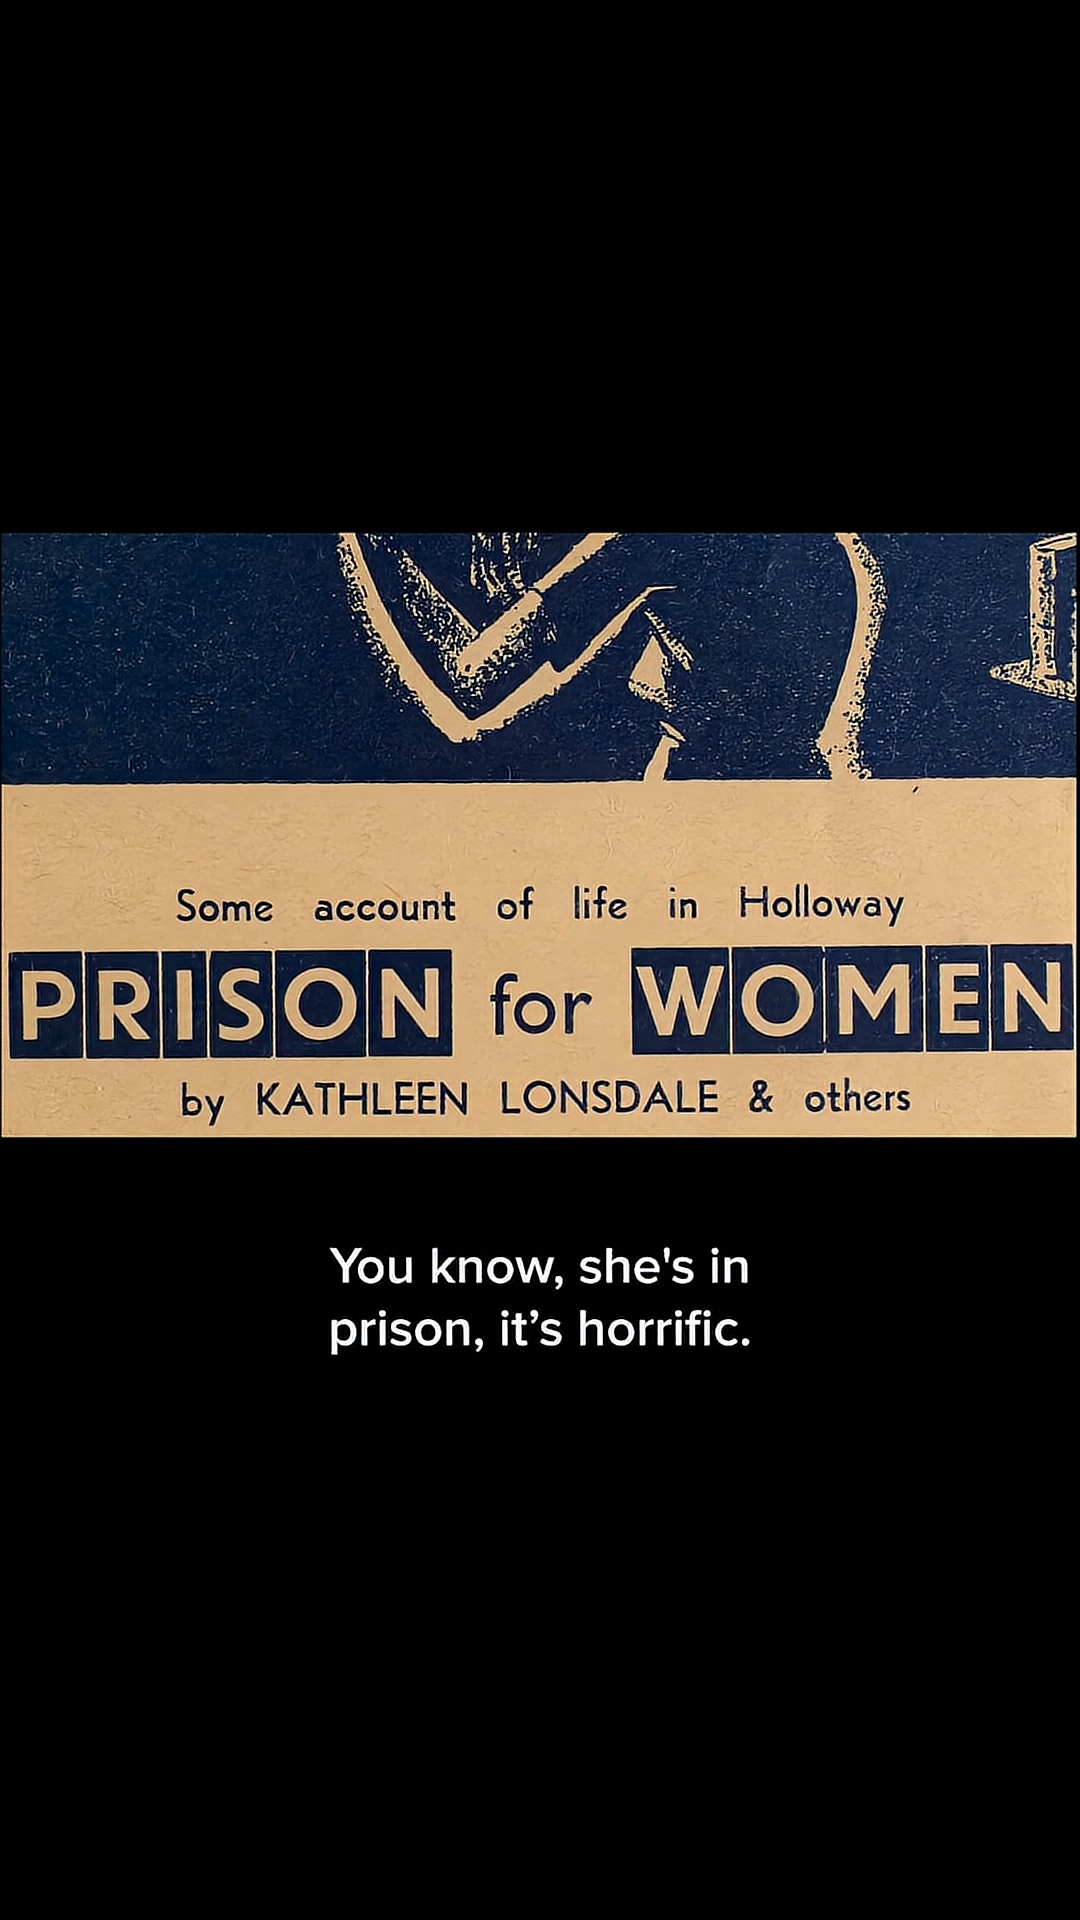 Some account of life in Holloway
PRISON for WOMEN
by KATHLEEN LONSDALE & others
You know, she's in
prison, it’s horrific.